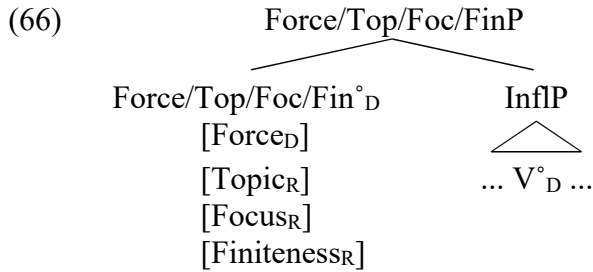 (66) Force/Top/Foc/FinP
Force/Top/Foc/Fin°D InflP
[ForceD]
[TopicR] ... V°D ...
[FocusR]
[FinitenessR]